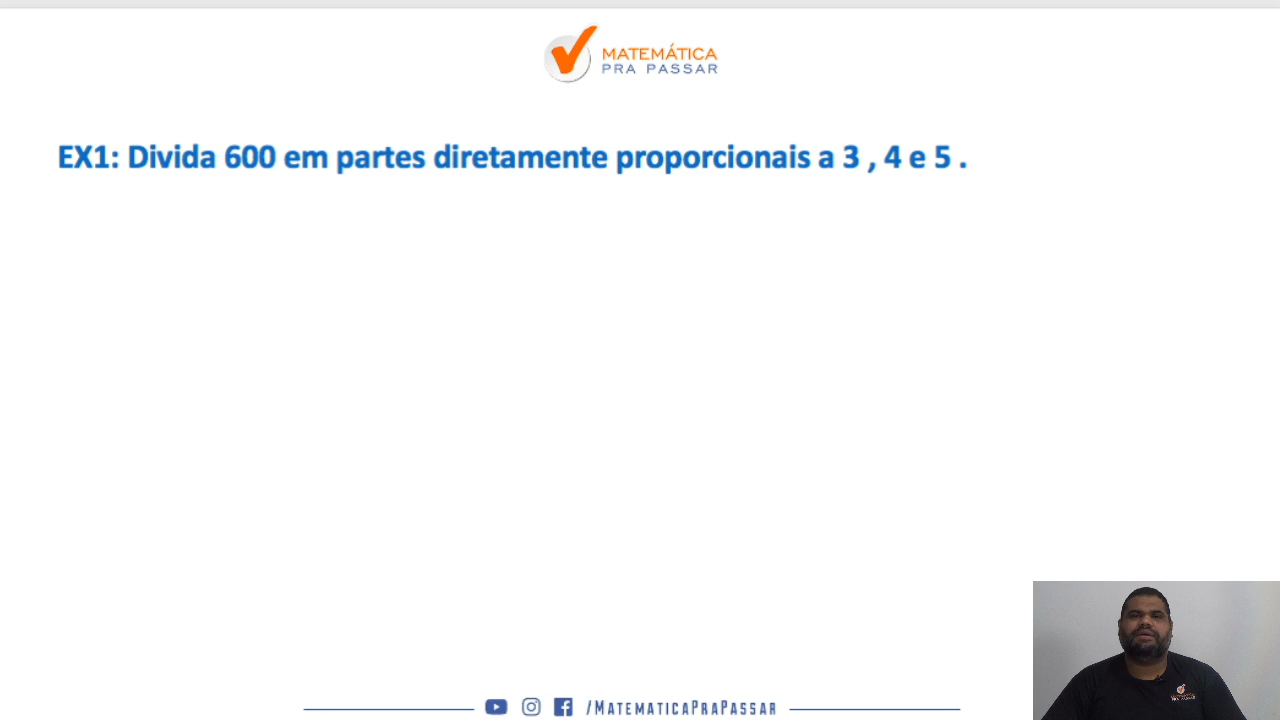 MATEMÁTICA
PRA PASSAR
EX1: Divida 600 em partes diretamente proporcionais a 3 , 4 e 5 .
/MATEMATICAPRAPASSAR